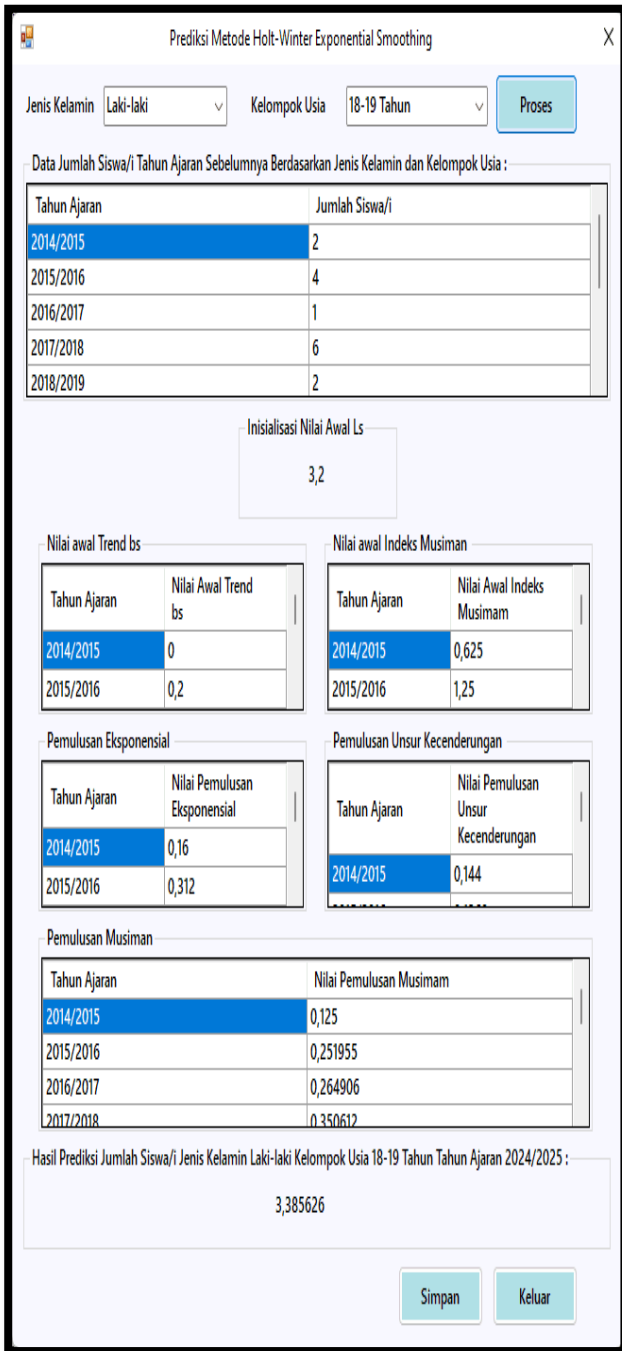 Prediksi Metode Holt-Winter Exponential Smoothing
Jenis Kelamin Laki-laki Kelompok Usia 18-19 Tahun Proses
Data Jumlah Siswa/i Tahun Ajaran Sebelumnya Berdasarkan Jenis Kelamin dan Kelompok Usia :
Tahun Ajaran Jumlah Siswa/i
2014/2015 2
2015/2016 4
2016/2017 1
2017/2018 6
2018/2019 2
Inisialisasi Nilai Awal Ls
3,2
Nilai awal Trend bs
Tahun Ajaran Nilai Awal Trend bs
2014/2015 0
2015/2016 0,2
Nilai awal Indeks Musiman
Tahun Ajaran Nilai Awal Indeks Musimam
2014/2015 0,625
2015/2016 1,25
Pemulusan Eksponensial
Tahun Ajaran Nilai Pemulusan Eksponensial
2014/2015 0,16
2015/2016 0,312
Pemulusan Unsur Kecenderungan
Tahun Ajaran Nilai Pemulusan Unsur Kecenderungan
2014/2015 0,144
Pemulusan Musiman
Tahun Ajaran Nilai Pemulusan Musimam
2014/2015 0,125
2015/2016 0,251955
2016/2017 0,264906
2017/2018 0,350612
Hasil Prediksi Jumlah Siswa/i Jenis Kelamin Laki-laki Kelompok Usia 18-19 Tahun Tahun Ajaran 2024/2025 :
3,385626
Simpan Keluar